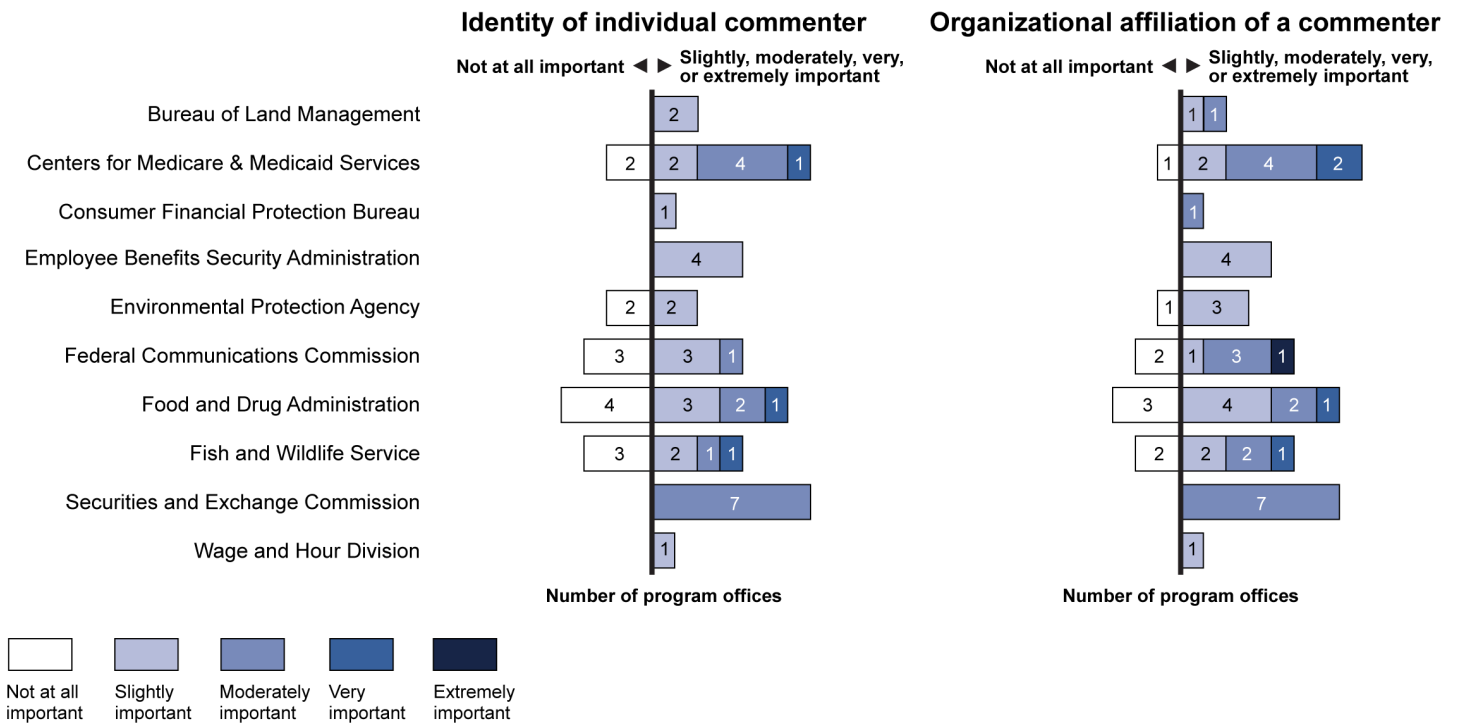 Identity of individual commenter
Organizational affiliation of a commenter
Not at all important ◄ ► Slightly, moderately, very,
or extremely important
Not at all important ◄ ► Slightly, moderately, very,
or extremely important
Bureau of Land Management 2 1 1
Centers for Medicare & Medicaid Services 2 2 4 1 1 2 4 2
Consumer Financial Protection Bureau 1 1
Employee Benefits Security Administration 4 4
Environmental Protection Agency 2 2 1 3
Federal Communications Commission 3 3 1 2 1 3 1
Food and Drug Administration 4 3 2 1 3 4 2 1
Fish and Wildlife Service 3 2 1 1 2 2 2 1
Securities and Exchange Commission 7 7
Wage and Hour Division 1 1
Number of program offices
Number of program offices
Not at all
important
Slightly
important
Moderately
important
Very
important
Extremely
important